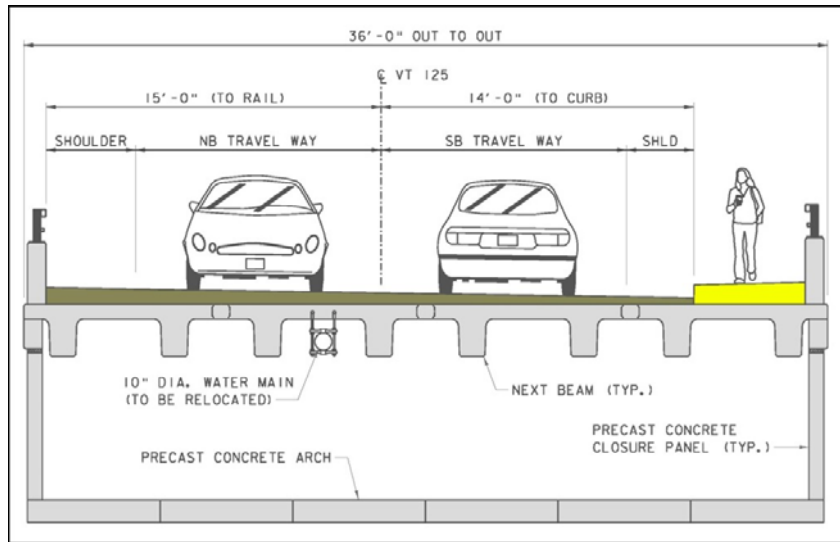 36'-0" OUT TO OUT
℄ VT 125
15'-0" (TO RAIL)
14'-0" (TO CURB)
SHOULDER
NB TRAVEL WAY
SB TRAVEL WAY
SHLD
10" DIA. WATER MAIN
(TO BE RELOCATED)
NEXT BEAM (TYP.)
PRECAST CONCRETE
CLOSURE PANEL (TYP.)
PRECAST CONCRETE ARCH